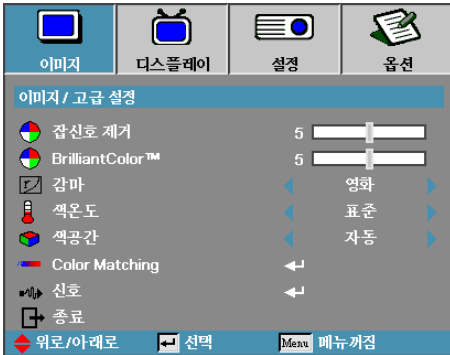 이미지 디스플레이 설정 옵션
이미지 / 고급 설정
잡신호 제거 5
BrilliantColor™ 5
감마 영화
색온도 표준
색공간 자동
Color Matching
신호
종료
위로/아래로 선택 Menu 메뉴꺼짐